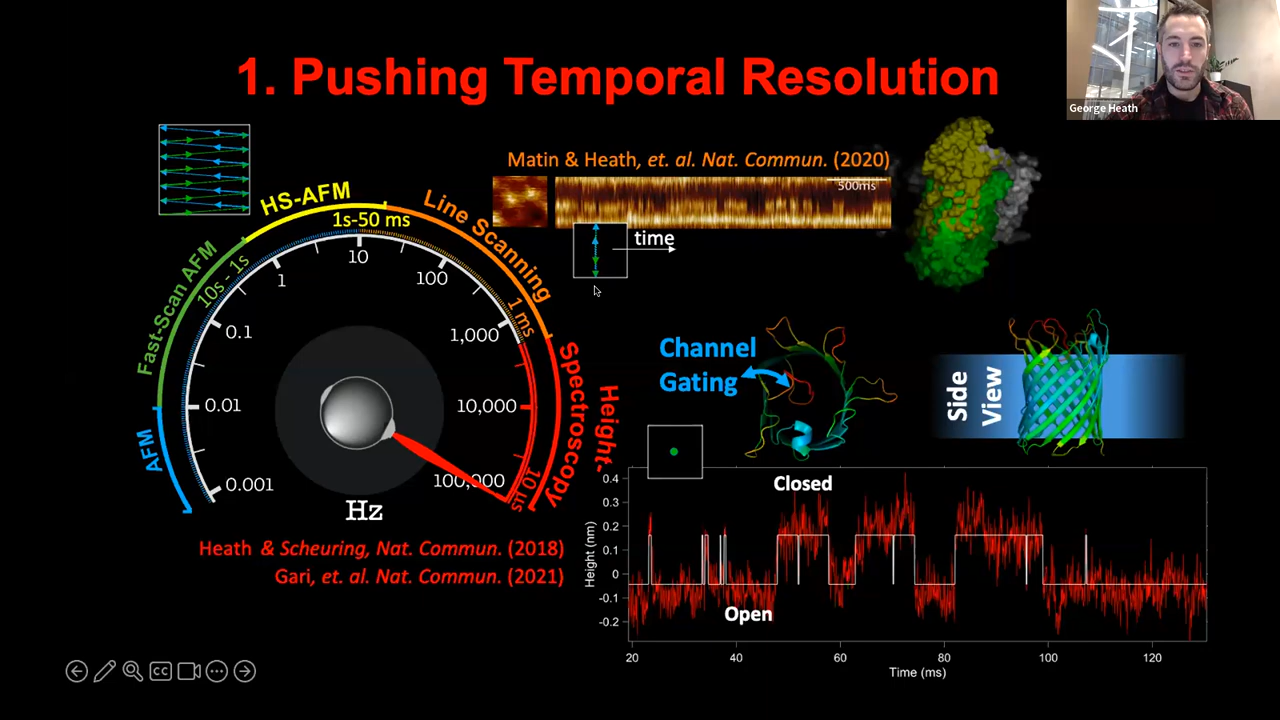 1. Pushing Temporal Resolution
George Heath
Matin & Heath, et. al. Nat. Commun. (2020)
500ms
time
HS-AFM
1s-50 ms
Line Scanning
1 ms
Fast-Scan AFM
10s - 1s
AFM
Height-
Spectroscopy
10 µs
0.001
0.01
0.1
1
10
100
1,000
10,000
100,000
Hz
Heath & Scheuring, Nat. Commun. (2018)
Gari, et. al. Nat. Commun. (2021)
Channel
Gating
Side
View
Closed
Open
Height (nm)
0.4
0.3
0.2
0.1
0
-0.1
-0.2
20 40 60 80 100 120
Time (ms)
CC